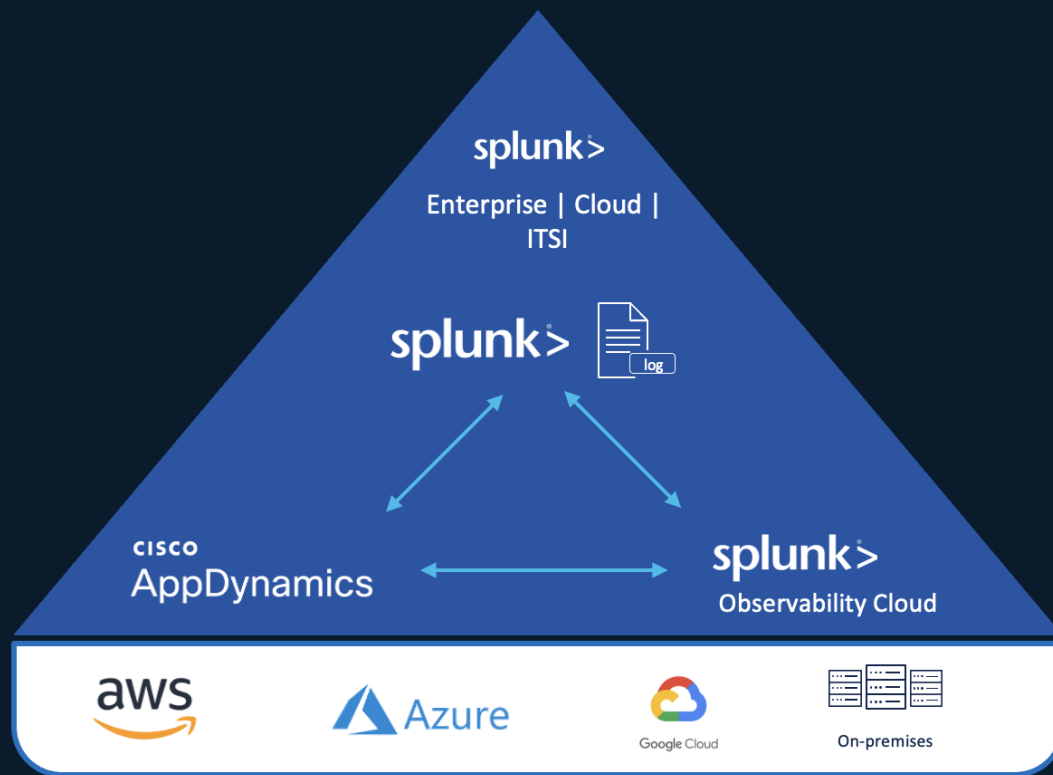 splunk>
Enterprise | Cloud |
ITSI
splunk>
log
CISCO
AppDynamics
splunk>
Observability Cloud
aws
Azure
Google Cloud
On-premises